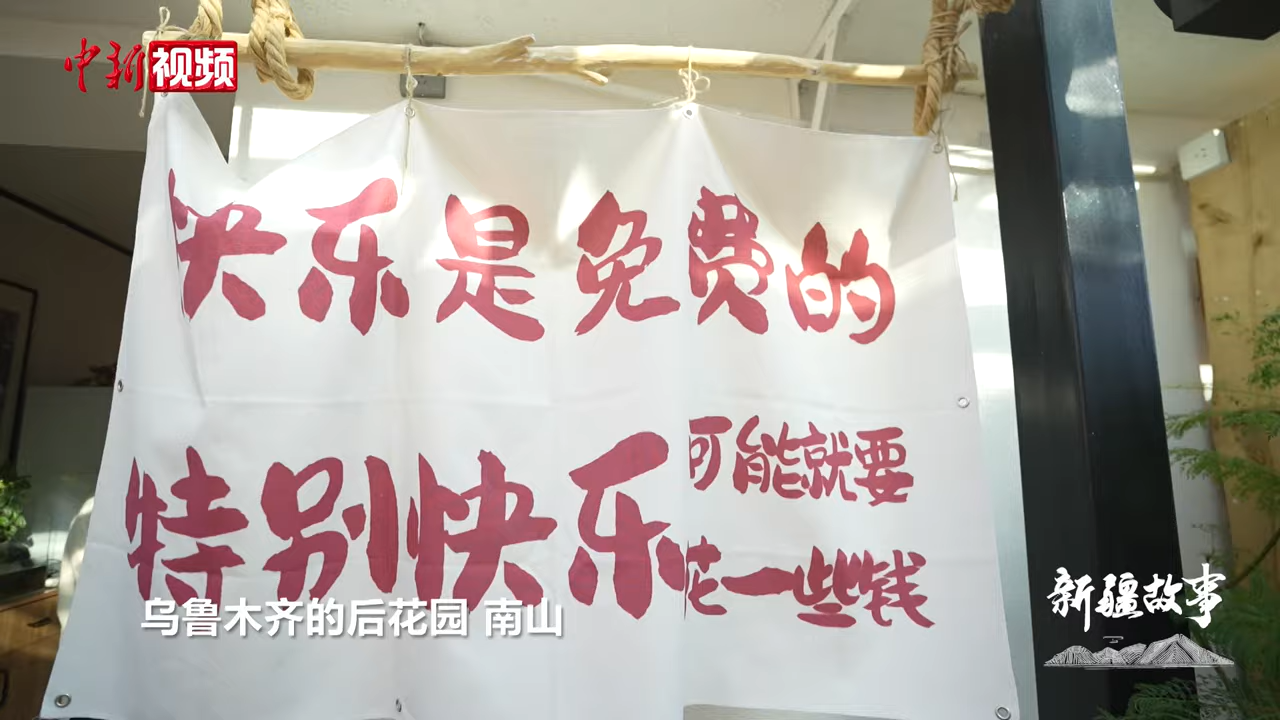 中新视频
快乐是免费的
特别快乐 可能就要
花一些钱
乌鲁木齐的后花园 南山
新疆故事